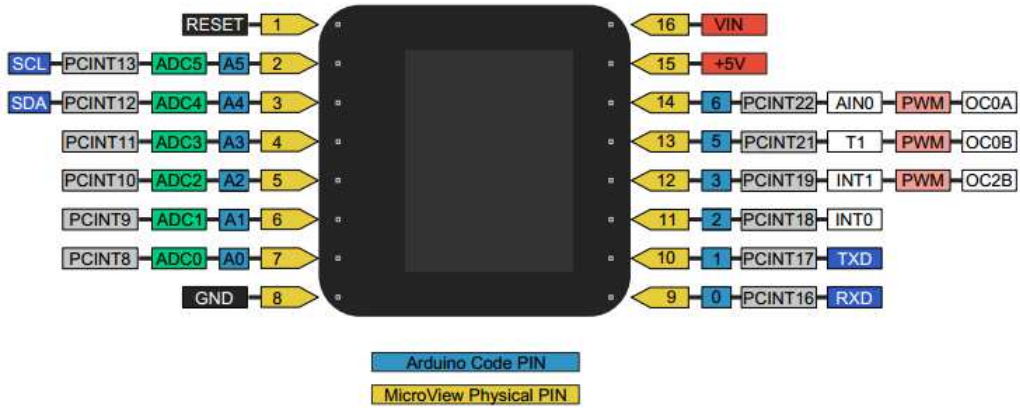 RESET 1 16 VIN
SCL PCINT13 ADC5 A5 2 15 +5V
SDA PCINT12 ADC4 A4 3 14 6 PCINT22 AIN0 PWM OC0A
PCINT11 ADC3 A3 4 13 5 PCINT21 T1 PWM OC0B
PCINT10 ADC2 A2 5 12 3 PCINT19 INT1 PWM OC2B
PCINT9 ADC1 A1 6 11 2 PCINT18 INT0
PCINT8 ADC0 A0 7 10 1 PCINT17 TXD
GND 8 9 0 PCINT16 RXD
Arduino Code PIN
MicroView Physical PIN